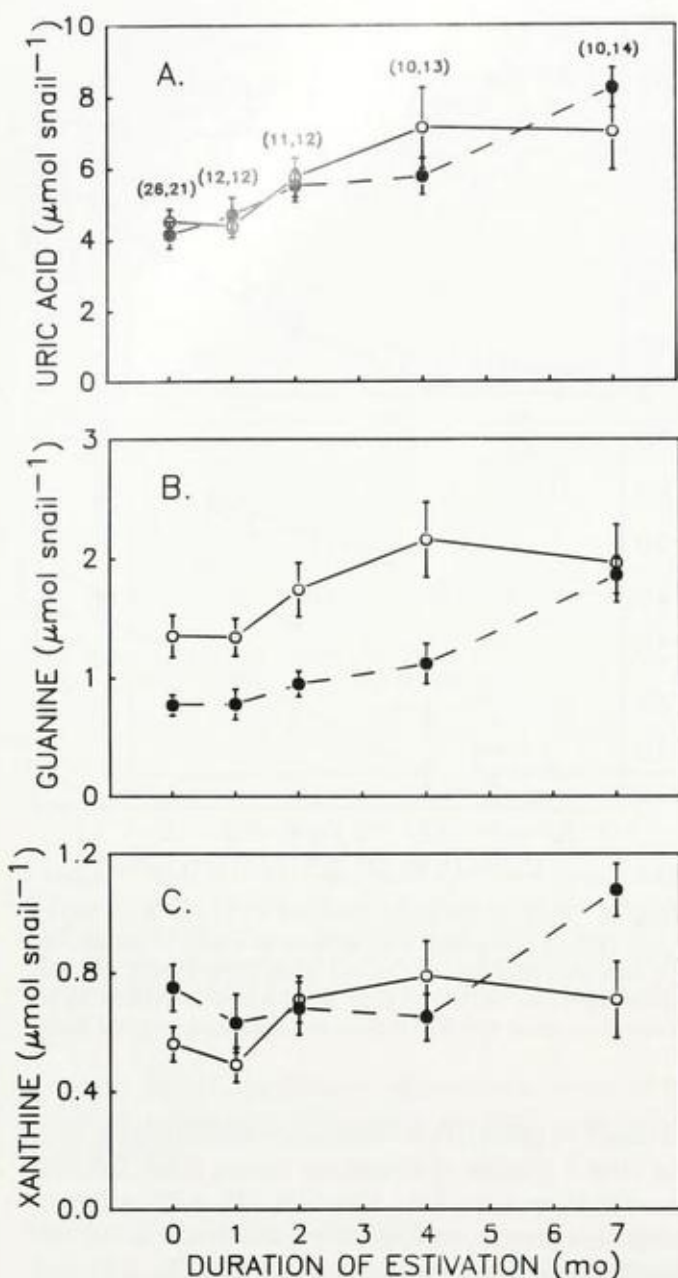 A.
(26,21)
(12,12)
(11,12)
(10,13)
(10,14)
10
8
6
4
2
0
URIC ACID (μmol snail⁻¹)
B.
3
2
1
0
GUANINE (μmol snail⁻¹)
C.
1.2
0.8
0.4
0.0
XANTHINE (μmol snail⁻¹)
0 1 2 3 4 5 6 7
DURATION OF ESTIVATION (mo)